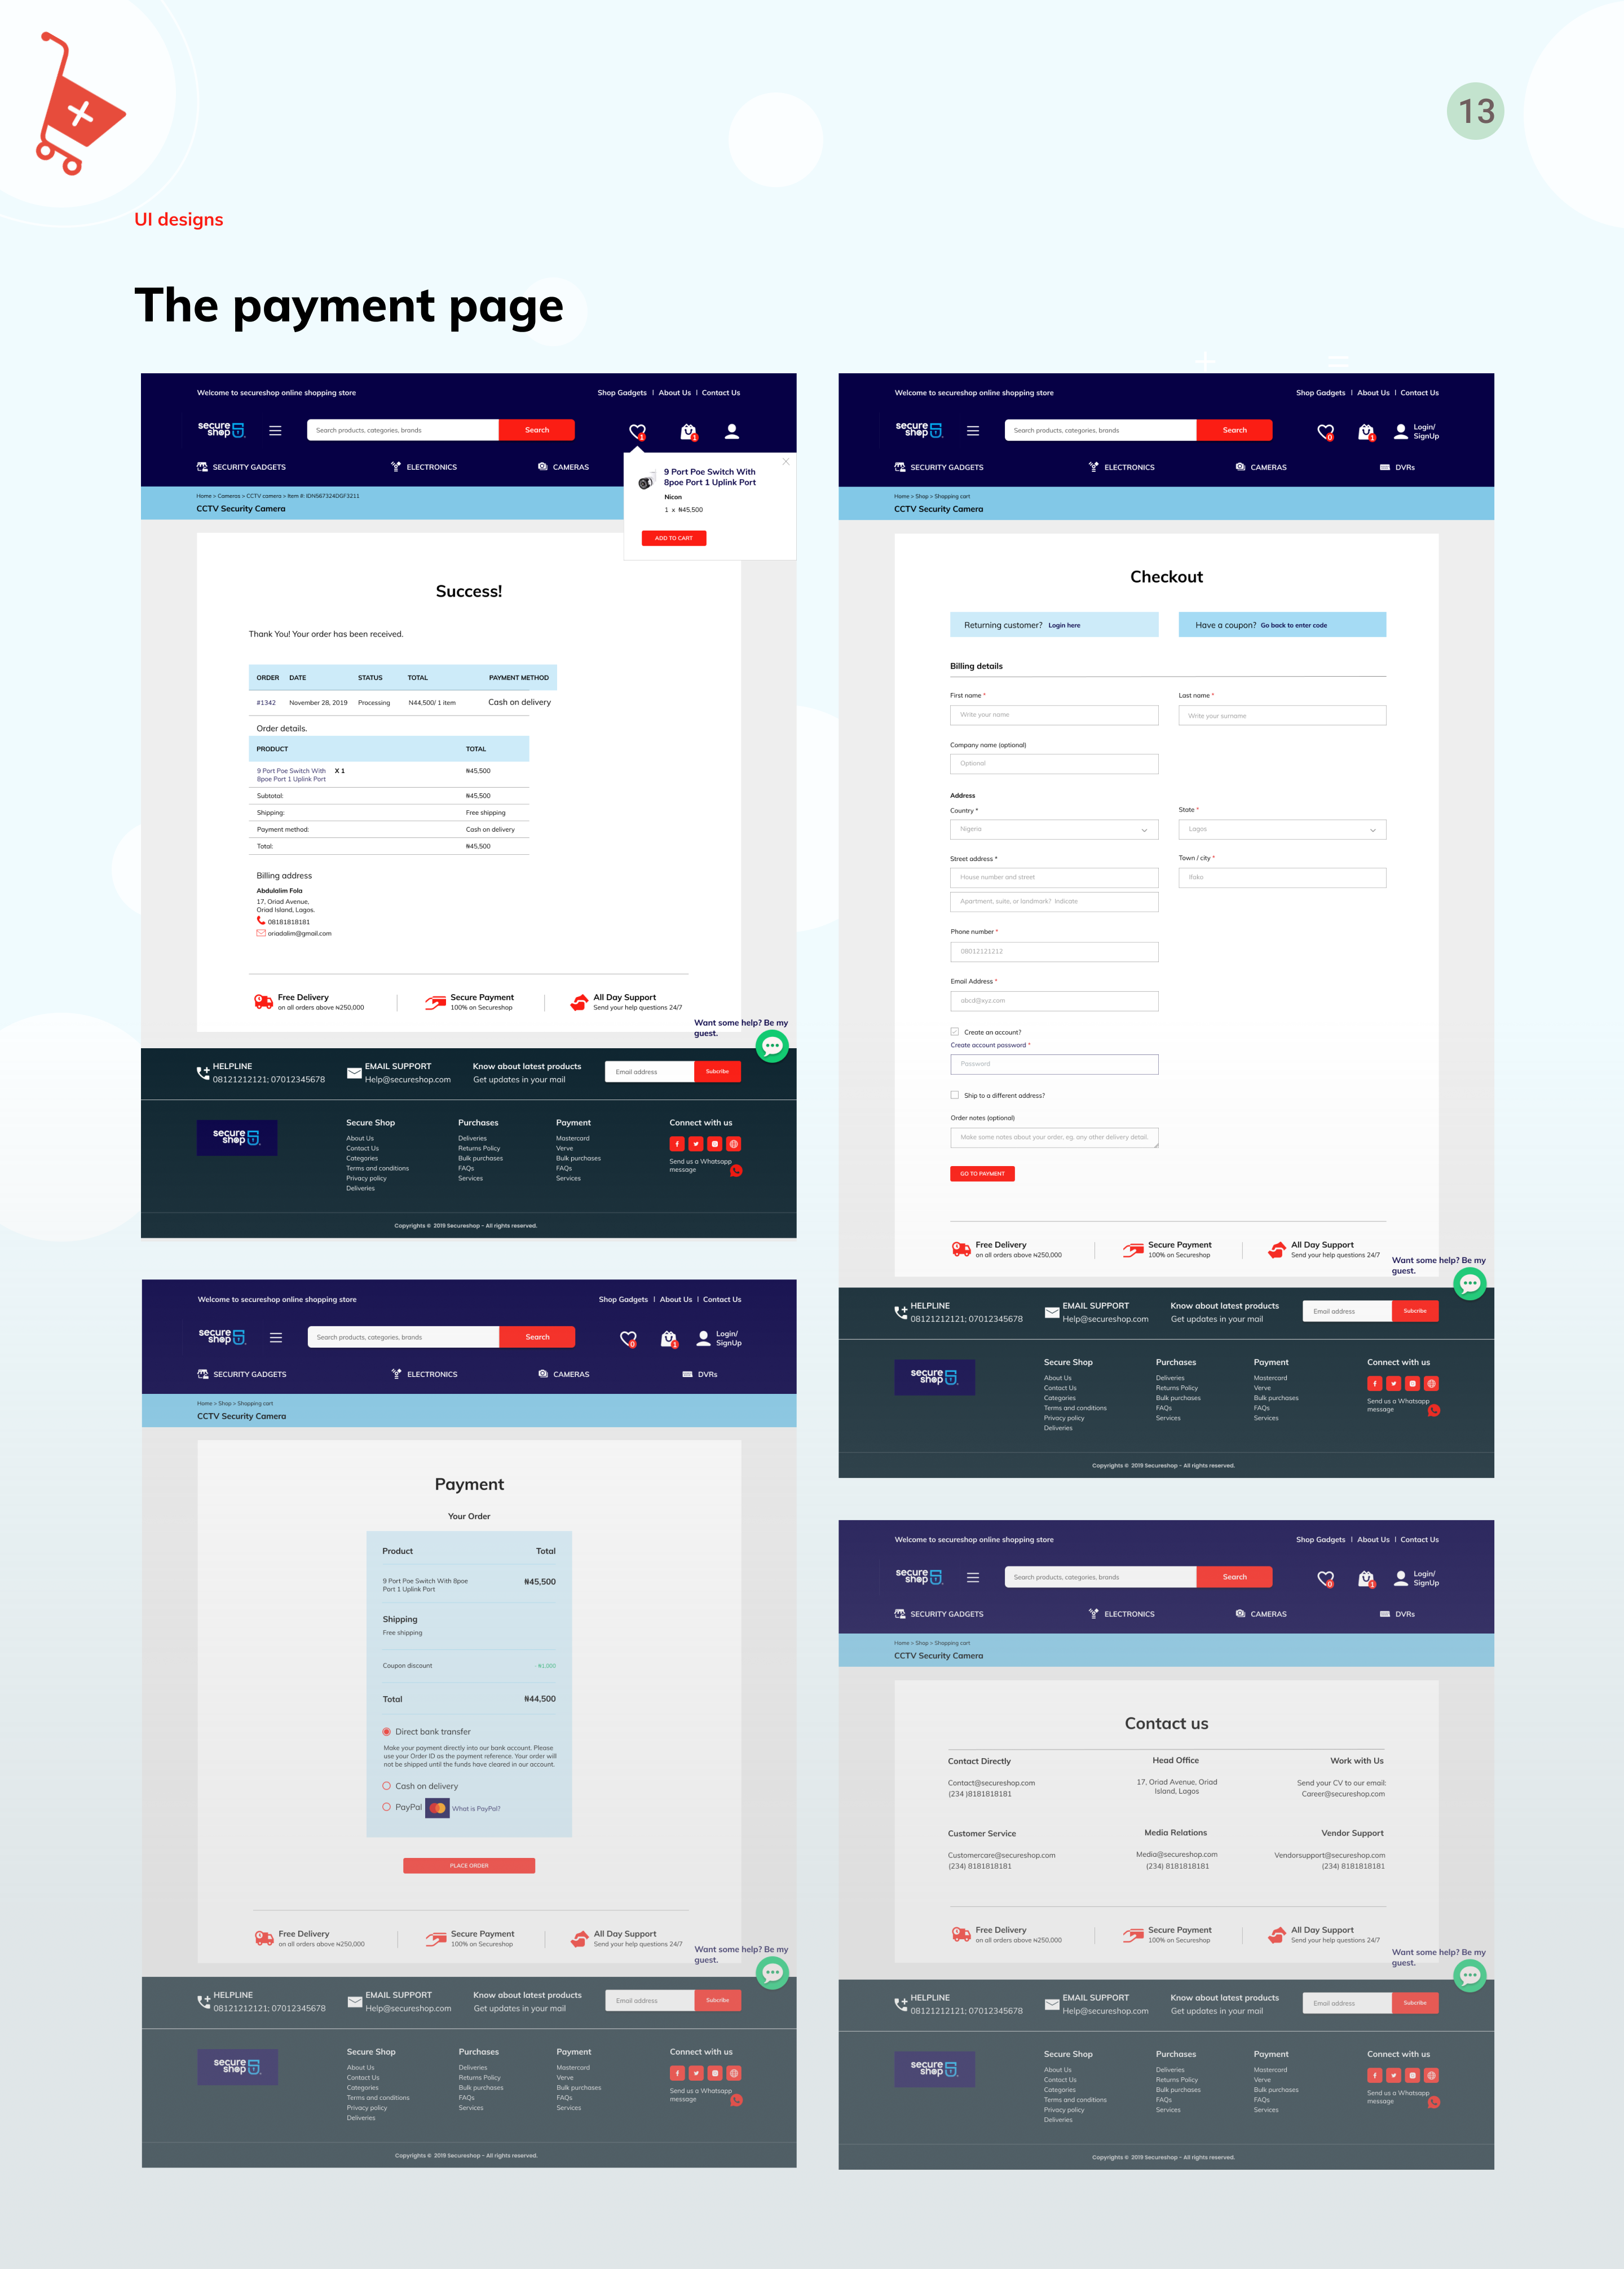 13
UI designs
The payment page
Welcome to secureshop online shopping store
Shop Gadgets | About Us | Contact Us
secure shop
Search products, categories, brands
Search
1
1
SECURITY GADGETS
ELECTRONICS
CAMERAS
9 Port Poe Switch With
8poe Port 1 Uplink Port
Nicon
1 x ₦45,500
ADD TO CART
Home > Cameras > CCTV camera > Item #: IDN567324DGF3211
CCTV Security Camera
Success!
Thank You! Your order has been received.
ORDER DATE STATUS TOTAL PAYMENT METHOD
#1342 November 28, 2019 Processing N44,500/ 1 item Cash on delivery
Order details.
PRODUCT TOTAL
9 Port Poe Switch With X 1 ₦45,500
8poe Port 1 Uplink Port
Subtotal: ₦45,500
Shipping: Free shipping
Payment method: Cash on delivery
Total: ₦45,500
Billing address
Abdulalim Fola
17, Oriad Avenue,
Oriad Island, Lagos.
08181818181
oriadalim@gmail.com
Free Delivery
on all orders above ₦250,000
Secure Payment
100% on Secureshop
All Day Support
Send your help questions 24/7
Want some help? Be my
guest.
HELPLINE
08121212121; 07012345678
EMAIL SUPPORT
Help@secureshop.com
Know about latest products
Get updates in your mail
Email address
Subcribe
secure shop
Secure Shop
About Us
Contact Us
Categories
Terms and conditions
Privacy policy
Deliveries
Purchases
Deliveries
Returns Policy
Bulk purchases
FAQs
Services
Payment
Mastercard
Verve
Bulk purchases
FAQs
Services
Connect with us
Send us a Whatsapp
message
Copyrights © 2019 Secureshop - All rights reserved.
Welcome to secureshop online shopping store
Shop Gadgets | About Us | Contact Us
secure shop
Search products, categories, brands
Search
0
1
Login/
SignUp
SECURITY GADGETS
ELECTRONICS
CAMERAS
DVRs
Home > Shop > Shopping cart
CCTV Security Camera
Checkout
Returning customer? Login here
Have a coupon? Go back to enter code
Billing details
First name *
Write your name
Last name *
Write your surname
Company name (optional)
Optional
Address
Country *
Nigeria
State *
Lagos
Street address *
House number and street
Town / city *
Ifako
Apartment, suite, or landmark? Indicate
Phone number *
08012121212
Email Address *
abcd@xyz.com
Create an account?
Create account password *
Password
Ship to a different address?
Order notes (optional)
Make some notes about your order, eg. any other delivery detail.
GO TO PAYMENT
Free Delivery
on all orders above ₦250,000
Secure Payment
100% on Secureshop
All Day Support
Send your help questions 24/7
Want some help? Be my
guest.
HELPLINE
08121212121; 07012345678
EMAIL SUPPORT
Help@secureshop.com
Know about latest products
Get updates in your mail
Email address
Subcribe
secure shop
Secure Shop
About Us
Contact Us
Categories
Terms and conditions
Privacy policy
Deliveries
Purchases
Deliveries
Returns Policy
Bulk purchases
FAQs
Services
Payment
Mastercard
Verve
Bulk purchases
FAQs
Services
Connect with us
Send us a Whatsapp
message
Copyrights © 2019 Secureshop - All rights reserved.
Welcome to secureshop online shopping store
Shop Gadgets | About Us | Contact Us
secure shop
Search products, categories, brands
Search
0
1
Login/
SignUp
SECURITY GADGETS
ELECTRONICS
CAMERAS
DVRs
Home > Shop > Shopping cart
CCTV Security Camera
Payment
Your Order
Product Total
9 Port Poe Switch With 8poe ₦45,500
Port 1 Uplink Port
Shipping
Free shipping
Coupon discount - ₦1,000
Total ₦44,500
Direct bank transfer
Make your payment directly into our bank account. Please
use your Order ID as the payment reference. Your order will
not be shipped until the funds have cleared in our account.
Cash on delivery
PayPal What is PayPal?
PLACE ORDER
Free Delivery
on all orders above ₦250,000
Secure Payment
100% on Secureshop
All Day Support
Send your help questions 24/7
Want some help? Be my
guest.
HELPLINE
08121212121; 07012345678
EMAIL SUPPORT
Help@secureshop.com
Know about latest products
Get updates in your mail
Email address
Subcribe
secure shop
Secure Shop
About Us
Contact Us
Categories
Terms and conditions
Privacy policy
Deliveries
Purchases
Deliveries
Returns Policy
Bulk purchases
FAQs
Services
Payment
Mastercard
Verve
Bulk purchases
FAQs
Services
Connect with us
Send us a Whatsapp
message
Copyrights © 2019 Secureshop - All rights reserved.
Welcome to secureshop online shopping store
Shop Gadgets | About Us | Contact Us
secure shop
Search products, categories, brands
Search
0
1
Login/
SignUp
SECURITY GADGETS
ELECTRONICS
CAMERAS
DVRs
Home > Shop > Shopping cart
CCTV Security Camera
Contact us
Contact Directly
Contact@secureshop.com
(234 )8181818181
Head Office
17, Oriad Avenue, Oriad
Island, Lagos
Work with Us
Send your CV to our email:
Career@secureshop.com
Customer Service
Customercare@secureshop.com
(234) 8181818181
Media Relations
Media@secureshop.com
(234) 8181818181
Vendor Support
Vendorsupport@secureshop.com
(234) 8181818181
Free Delivery
on all orders above ₦250,000
Secure Payment
100% on Secureshop
All Day Support
Send your help questions 24/7
Want some help? Be my
guest.
HELPLINE
08121212121; 07012345678
EMAIL SUPPORT
Help@secureshop.com
Know about latest products
Get updates in your mail
Email address
Subcribe
secure shop
Secure Shop
About Us
Contact Us
Categories
Terms and conditions
Privacy policy
Deliveries
Purchases
Deliveries
Returns Policy
Bulk purchases
FAQs
Services
Payment
Mastercard
Verve
Bulk purchases
FAQs
Services
Connect with us
Send us a Whatsapp
message
Copyrights © 2019 Secureshop - All rights reserved.